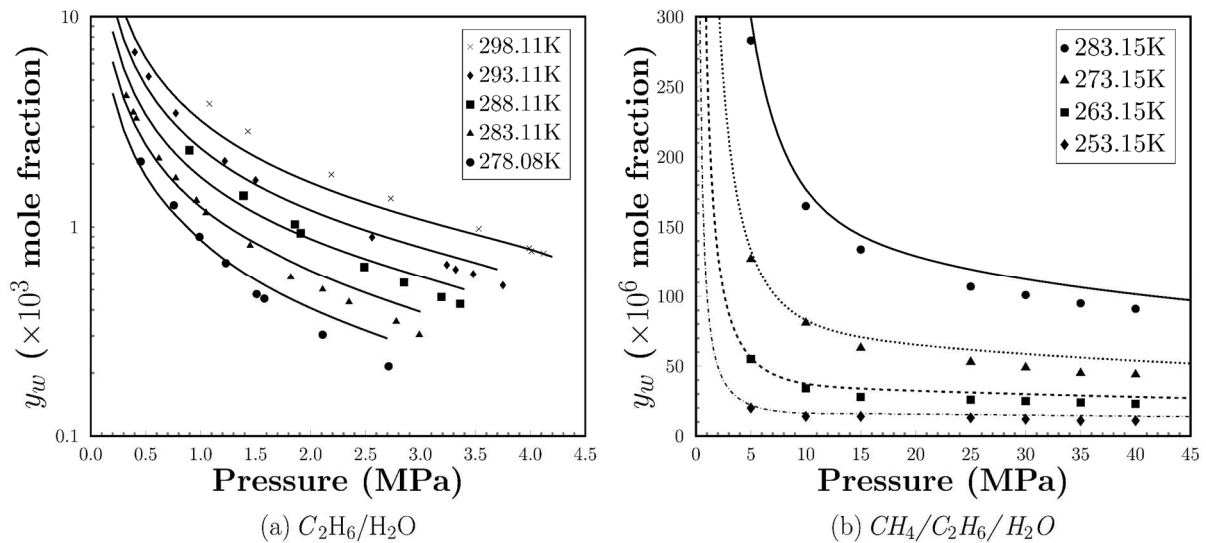 10
1
0.1
y_w (×10³ mole fraction)
× 298.11K
♦ 293.11K
■ 288.11K
▲ 283.11K
● 278.08K
0.0 0.5 1.0 1.5 2.0 2.5 3.0 3.5 4.0 4.5
Pressure (MPa)
(a) C₂H₆/H₂O
300
250
200
150
100
50
0
y_w (×10⁶ mole fraction)
● 283.15K
▲ 273.15K
■ 263.15K
♦ 253.15K
0 5 10 15 20 25 30 35 40 45
Pressure (MPa)
(b) CH₄/C₂H₆/H₂O